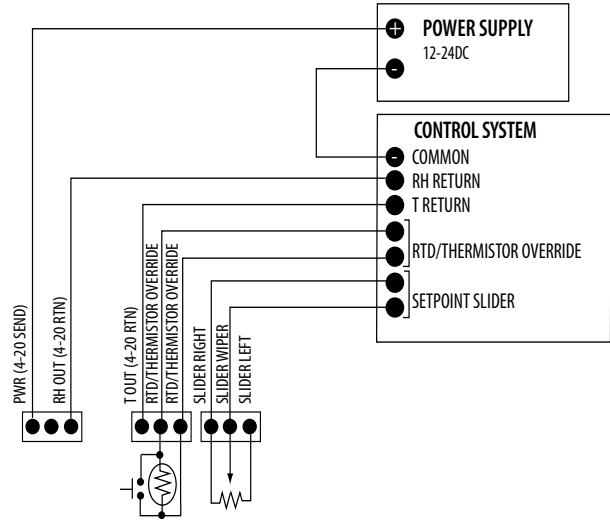 + POWER SUPPLY
12-24DC
-
CONTROL SYSTEM
- COMMON
RH RETURN
T RETURN
RTD/THERMISTOR OVERRIDE
SETPOINT SLIDER
PWR (4-20 SEND)
RH OUT (4-20 RTN)
T OUT (4-20 RTN)
RTD/THERMISTOR OVERRIDE
RTD/THERMISTOR OVERRIDE
SLIDER RIGHT
SLIDER WIPER
SLIDER LEFT